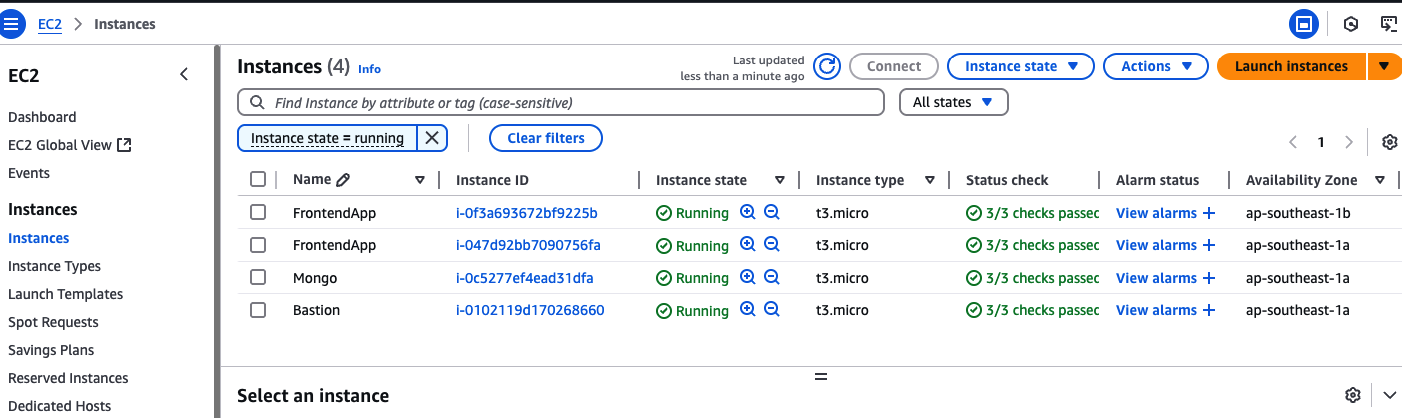 EC2 > Instances
EC2
Dashboard
EC2 Global View
Events
Instances
Instances
Instance Types
Launch Templates
Spot Requests
Savings Plans
Reserved Instances
Dedicated Hosts
Instances (4) Info
Last updated
less than a minute ago
Connect
Instance state
Actions
Launch instances
Find Instance by attribute or tag (case-sensitive)
All states
Instance state = running
Clear filters
1
Name Instance ID Instance state Instance type Status check Alarm status Availability Zone
FrontendApp i-0f3a693672bf9225b Running t3.micro 3/3 checks passec View alarms + ap-southeast-1b
FrontendApp i-047d92bb7090756fa Running t3.micro 3/3 checks passec View alarms + ap-southeast-1a
Mongo i-0c5277ef4ead31dfa Running t3.micro 3/3 checks passec View alarms + ap-southeast-1a
Bastion i-0102119d170268660 Running t3.micro 3/3 checks passec View alarms + ap-southeast-1a
Select an instance